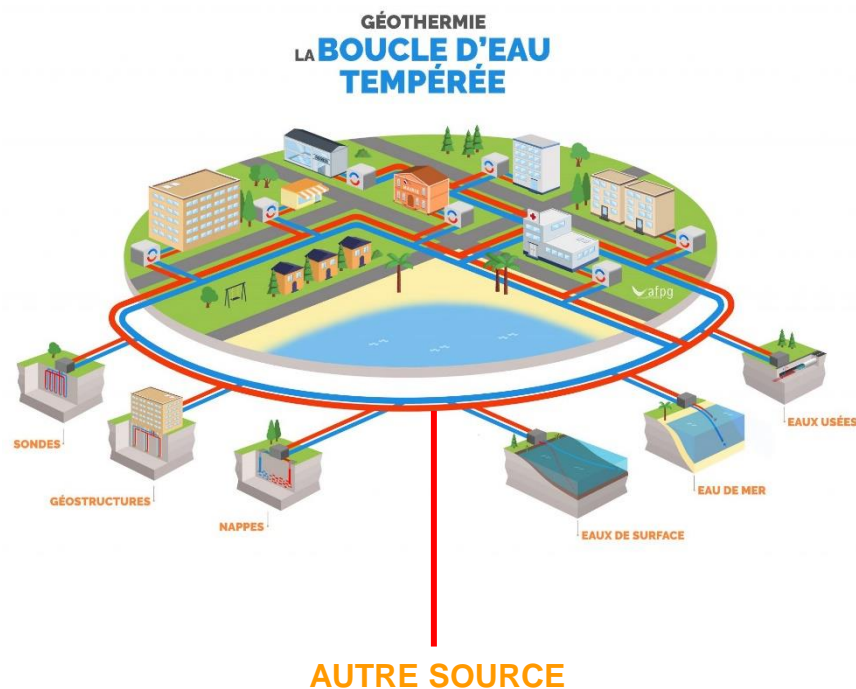 GÉOTHERMIE
LA BOUCLE D'EAU
TEMPÉRÉE
afpg
SONDES
GÉOSTRUCTURES
NAPPES
EAUX DE SURFACE
EAU DE MER
EAUX USÉES
AUTRE SOURCE